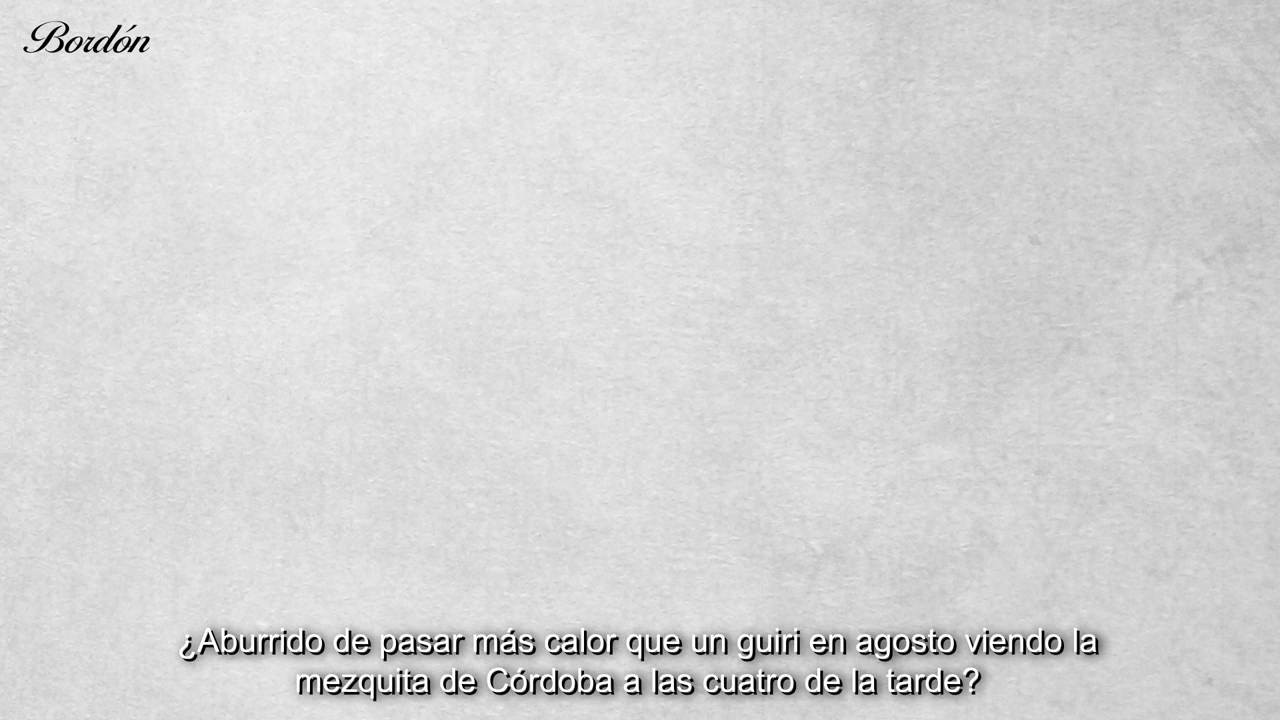 Bordón
¿Aburrido de pasar más calor que un guiri en agosto viendo la
mezquita de Córdoba a las cuatro de la tarde?